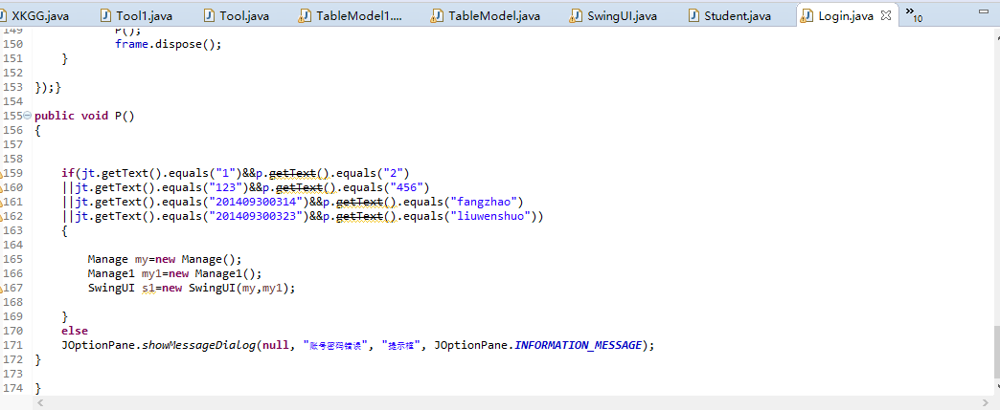 XKGG.java Tool1.java Tool.java TableModel1.... TableModel.java SwingUI.java Student.java Login.java 10
149 P();
150 frame.dispose();
151 }
152
153 });}
154
155 public void P()
156 {
157
158
159 if(jt.getText().equals("1")&&p.getText().equals("2")
160 ||jt.getText().equals("123")&&p.getText().equals("456")
161 ||jt.getText().equals("201409300314")&&p.getText().equals("fangzhao")
162 ||jt.getText().equals("201409300323")&&p.getText().equals("liuwenshuo"))
163 {
164
165 Manage my=new Manage();
166 Manage1 my1=new Manage1();
167 SwingUI s1=new SwingUI(my,my1);
168
169 }
170 else
171 JOptionPane.showMessageDialog(null, "账号密码错误", "提示框", JOptionPane.INFORMATION_MESSAGE);
172 }
173
174 }